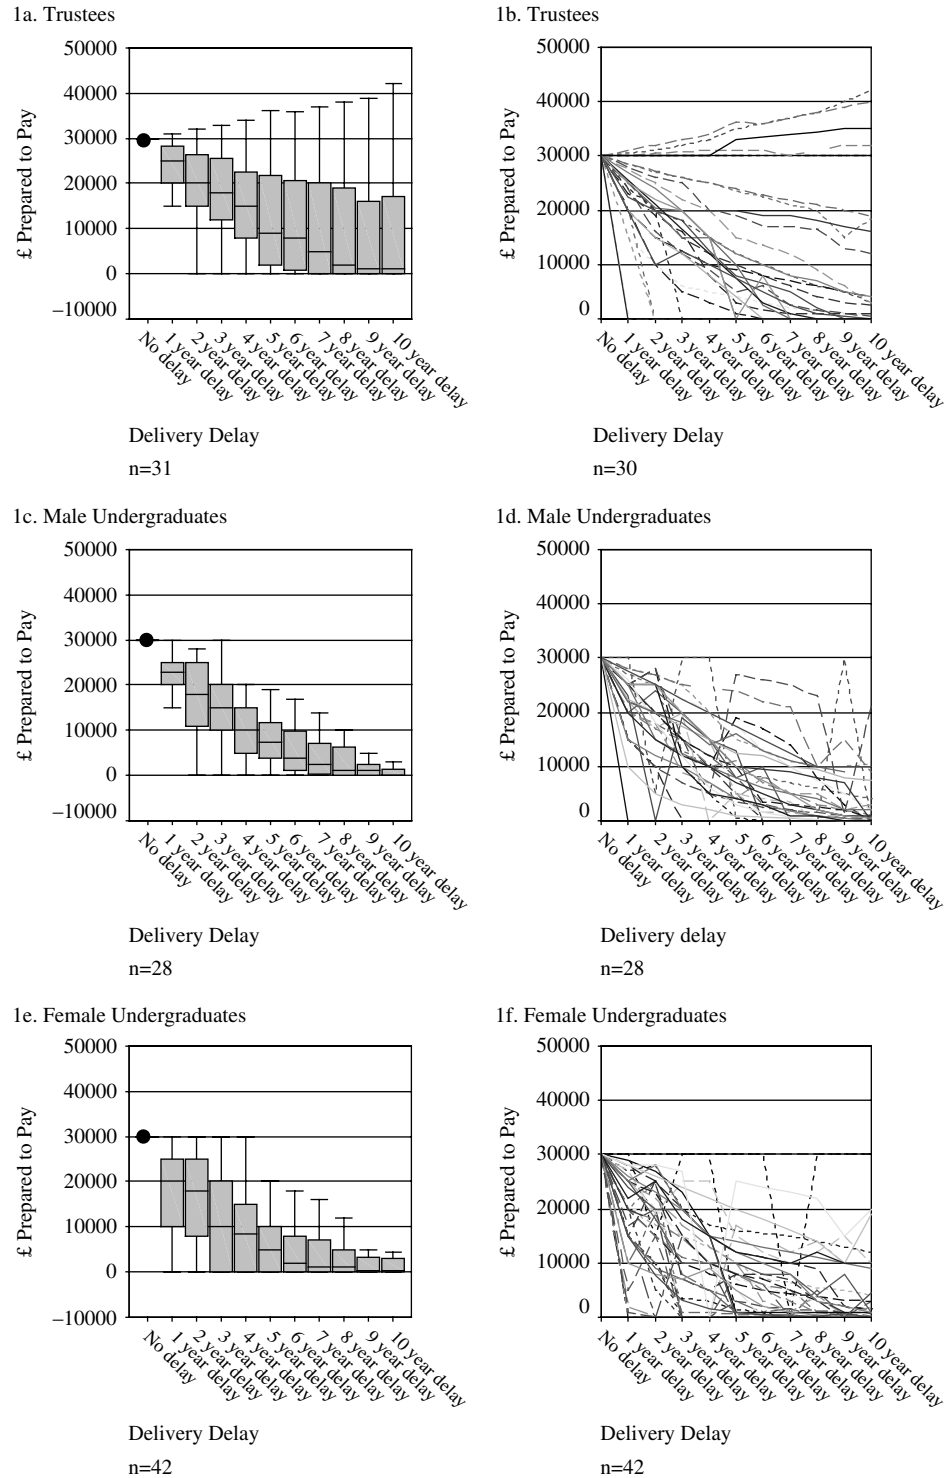 1a. Trustees
£ Prepared to Pay
50000
40000
30000
20000
10000
0
−10000
No delay
1 year delay
2 year delay
3 year delay
4 year delay
5 year delay
6 year delay
7 year delay
8 year delay
9 year delay
10 year delay
Delivery Delay
n=31
1b. Trustees
£ Prepared to Pay
50000
40000
30000
20000
10000
0
No delay
1 year delay
2 year delay
3 year delay
4 year delay
5 year delay
6 year delay
7 year delay
8 year delay
9 year delay
10 year delay
Delivery Delay
n=30
1c. Male Undergraduates
£ Prepared to Pay
50000
40000
30000
20000
10000
0
−10000
No delay
1 year delay
2 year delay
3 year delay
4 year delay
5 year delay
6 year delay
7 year delay
8 year delay
9 year delay
10 year delay
Delivery Delay
n=28
1d. Male Undergraduates
£ Prepared to Pay
50000
40000
30000
20000
10000
0
No delay
1 year delay
2 year delay
3 year delay
4 year delay
5 year delay
6 year delay
7 year delay
8 year delay
9 year delay
10 year delay
Delivery delay
n=28
1e. Female Undergraduates
£ Prepared to Pay
50000
40000
30000
20000
10000
0
−10000
No delay
1 year delay
2 year delay
3 year delay
4 year delay
5 year delay
6 year delay
7 year delay
8 year delay
9 year delay
10 year delay
Delivery Delay
n=42
1f. Female Undergraduates
£ Prepared to Pay
50000
40000
30000
20000
10000
0
No delay
1 year delay
2 year delay
3 year delay
4 year delay
5 year delay
6 year delay
7 year delay
8 year delay
9 year delay
10 year delay
Delivery Delay
n=42